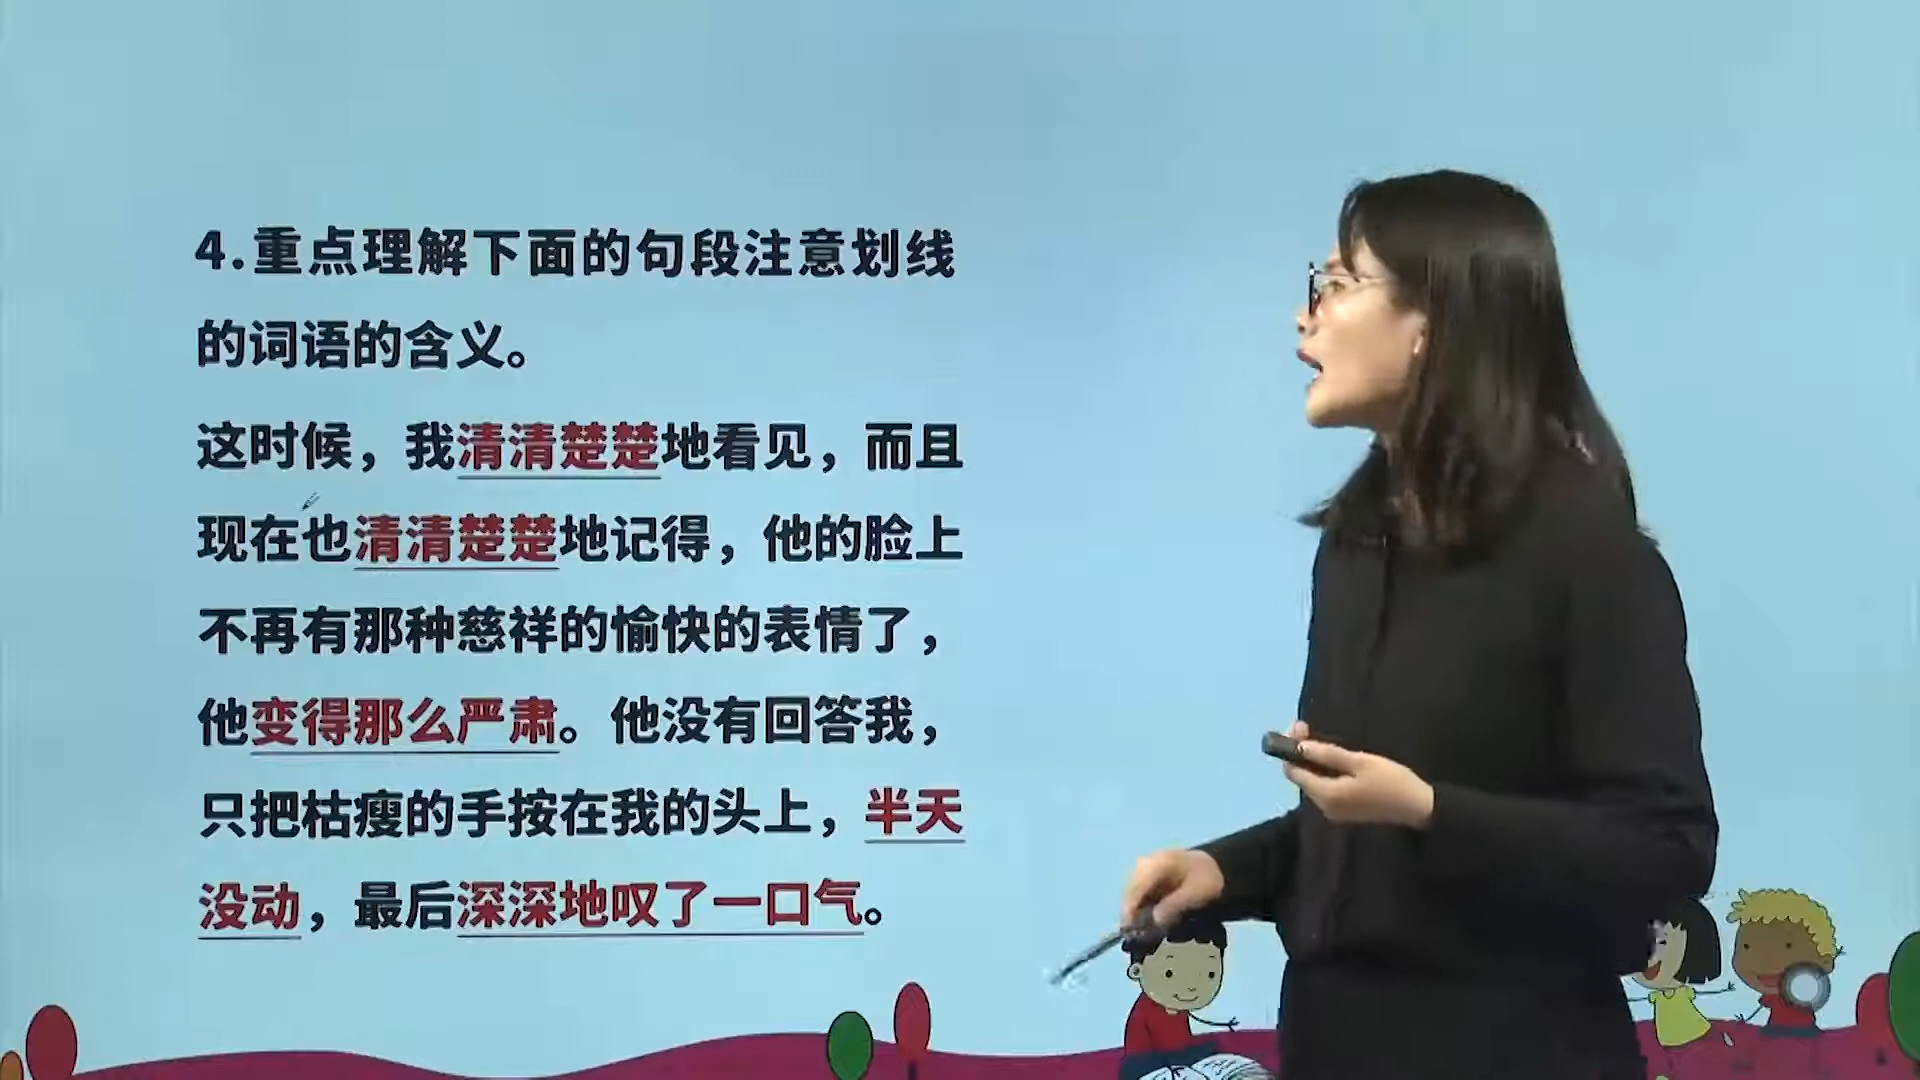 4.重点理解下面的句段注意划线
的词语的含义。
这时候，我清清楚楚地看见，而且
现在也清清楚楚地记得，他的脸上
不再有那种慈祥的愉快的表情了，
他变得那么严肃。他没有回答我，
只把枯瘦的手按在我的头上，半天
没动，最后深深地叹了一口气。